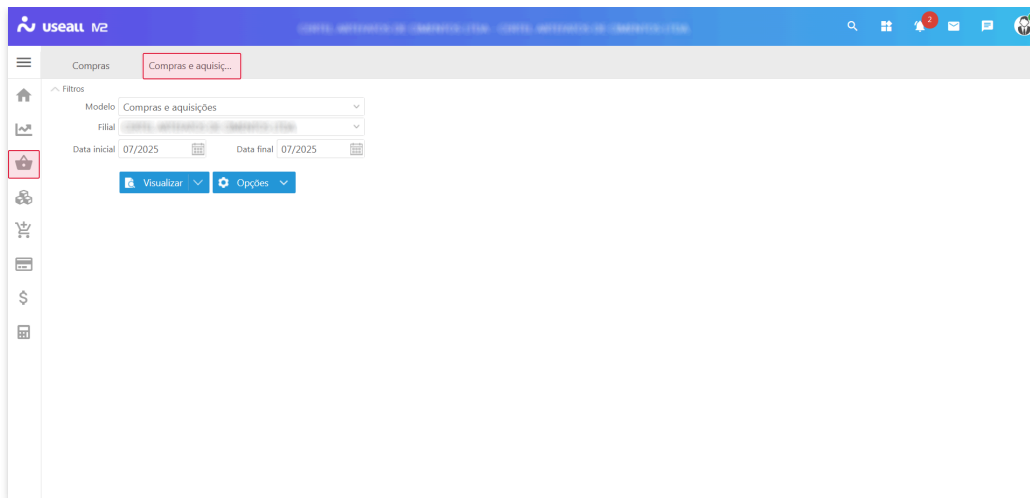 useall M2
2
Compras Compras e aquisiç...
Filtros
Modelo Compras e aquisições
Filial
Data inicial 07/2025 Data final 07/2025
Visualizar Opções